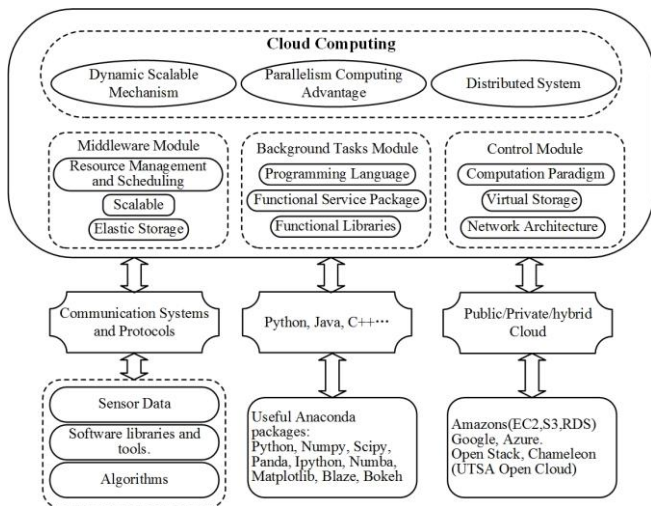 Cloud Computing
Dynamic Scalable
Mechanism
Parallelism Computing
Advantage
Distributed System
Middleware Module
Resource Management
and Scheduling
Scalable
Elastic Storage
Background Tasks Module
Programming Language
Functional Service Package
Functional Libraries
Control Module
Computation Paradigm
Virtual Storage
Network Architecture
Communication Systems
and Protocols
Python, Java, C++···
Public/Private/hybrid
Cloud
Sensor Data
Software libraries and
tools.
Algorithms
Useful Anaconda
packages:
Python, Numpy, Scipy,
Panda, Ipython, Numba,
Matplotlib, Blaze, Bokeh
Amazons(EC2,S3,RDS)
Google, Azure.
Open Stack, Chameleon
(UTSA Open Cloud)